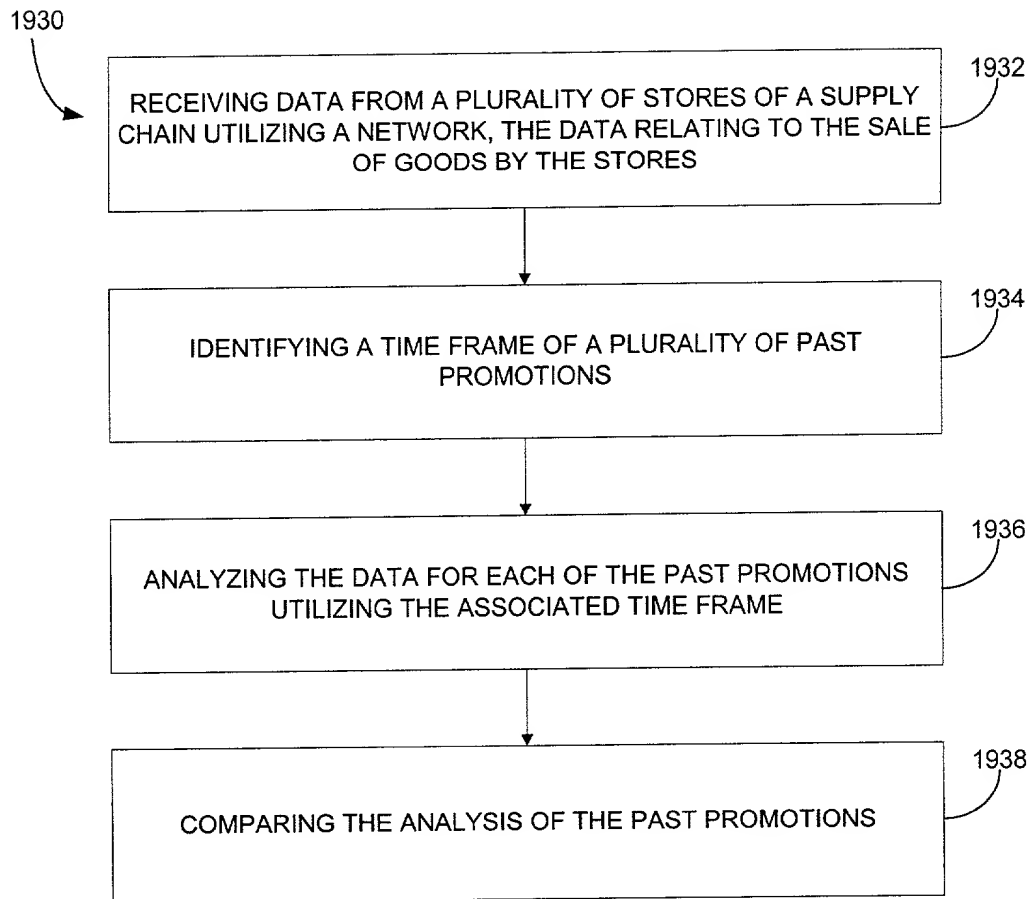 1930
1932
RECEIVING DATA FROM A PLURALITY OF STORES OF A SUPPLY
CHAIN UTILIZING A NETWORK, THE DATA RELATING TO THE SALE
OF GOODS BY THE STORES
1934
IDENTIFYING A TIME FRAME OF A PLURALITY OF PAST
PROMOTIONS
1936
ANALYZING THE DATA FOR EACH OF THE PAST PROMOTIONS
UTILIZING THE ASSOCIATED TIME FRAME
1938
COMPARING THE ANALYSIS OF THE PAST PROMOTIONS